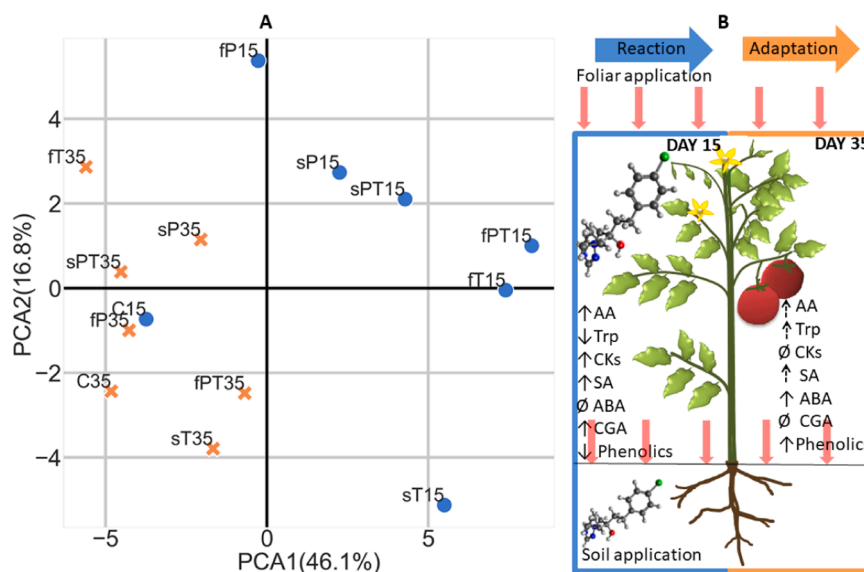 A
fP15
4
fT35
sP15
2
sPT15
sP35
fPT15
sPT35
0
fT15
C15
fP35
−2
C35
fPT35
sT35
−4
sT15
−5
0
5
PCA1(46.1%)
PCA2(16.8%)
B
Reaction
Adaptation
Foliar application
DAY 15
DAY 35
↑AA
↓Trp
↑CKs
↑SA
Ø ABA
↑CGA
↓ Phenolics
↑ AA
↑ Trp
Ø CKs
↑ SA
↑ ABA
Ø CGA
↑Phenolic
Soil application